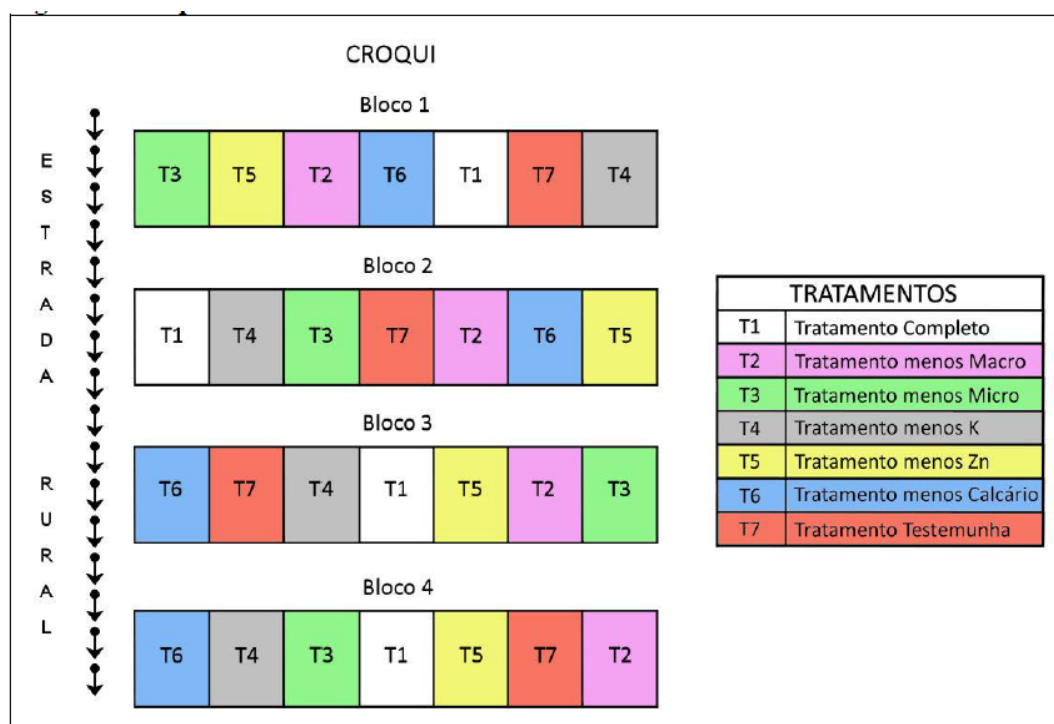 CROQUI
Bloco 1
T3 T5 T2 T6 T1 T7 T4
Bloco 2
T1 T4 T3 T7 T2 T6 T5
Bloco 3
T6 T7 T4 T1 T5 T2 T3
Bloco 4
T6 T4 T3 T1 T5 T7 T2
ESTRADA
RURAL
TRATAMENTOS
T1 Tratamento Completo
T2 Tratamento menos Macro
T3 Tratamento menos Micro
T4 Tratamento menos K
T5 Tratamento menos Zn
T6 Tratamento menos Calcário
T7 Tratamento Testemunha